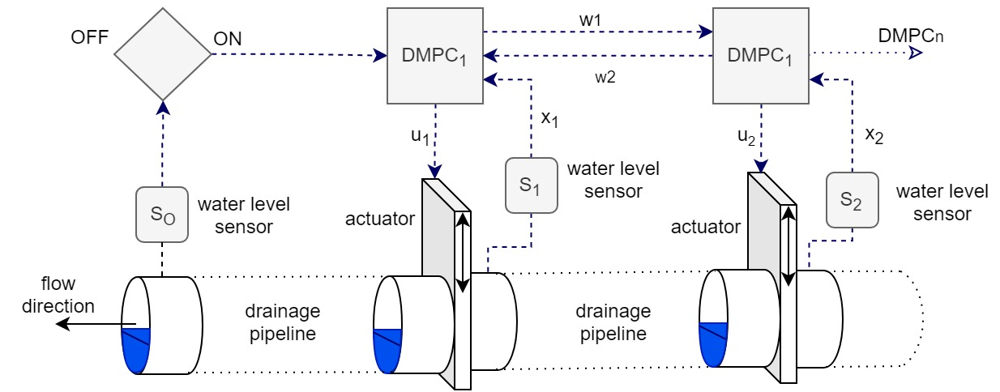 OFF
ON
DMPC1
w1
w2
DMPC1
DMPCn
u1
x1
u2
x2
SO
water level
sensor
actuator
S1
water level
sensor
actuator
S2
water level
sensor
flow
direction
drainage
pipeline
drainage
pipeline